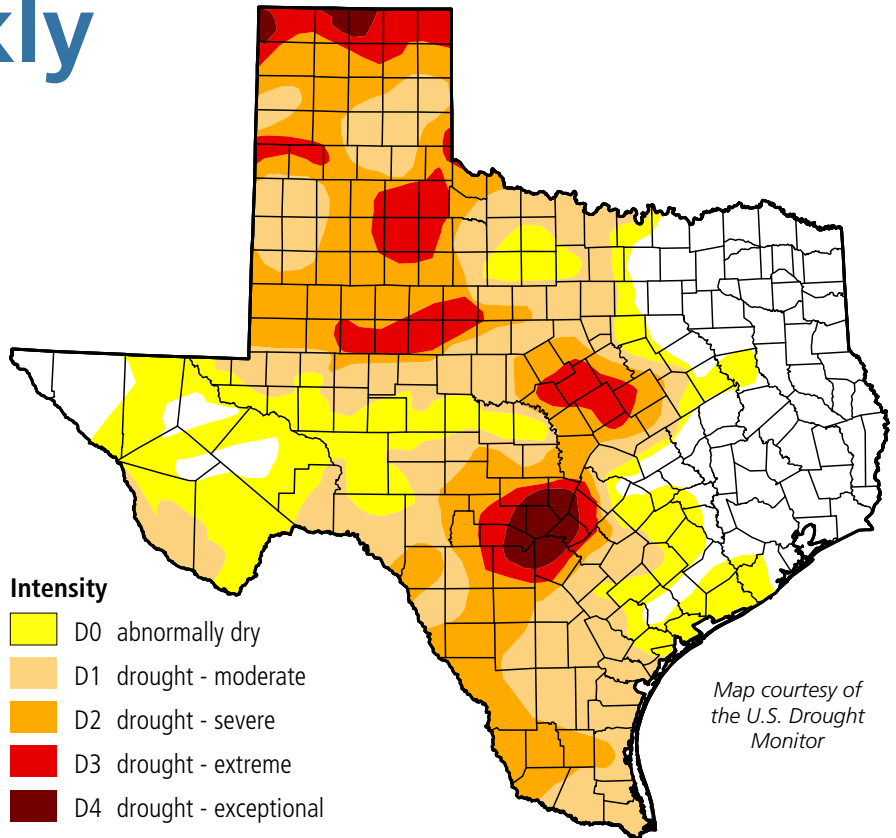 kly
Intensity
D0 abnormally dry
D1 drought - moderate
D2 drought - severe
D3 drought - extreme
D4 drought - exceptional
Map courtesy of
the U.S. Drought
Monitor